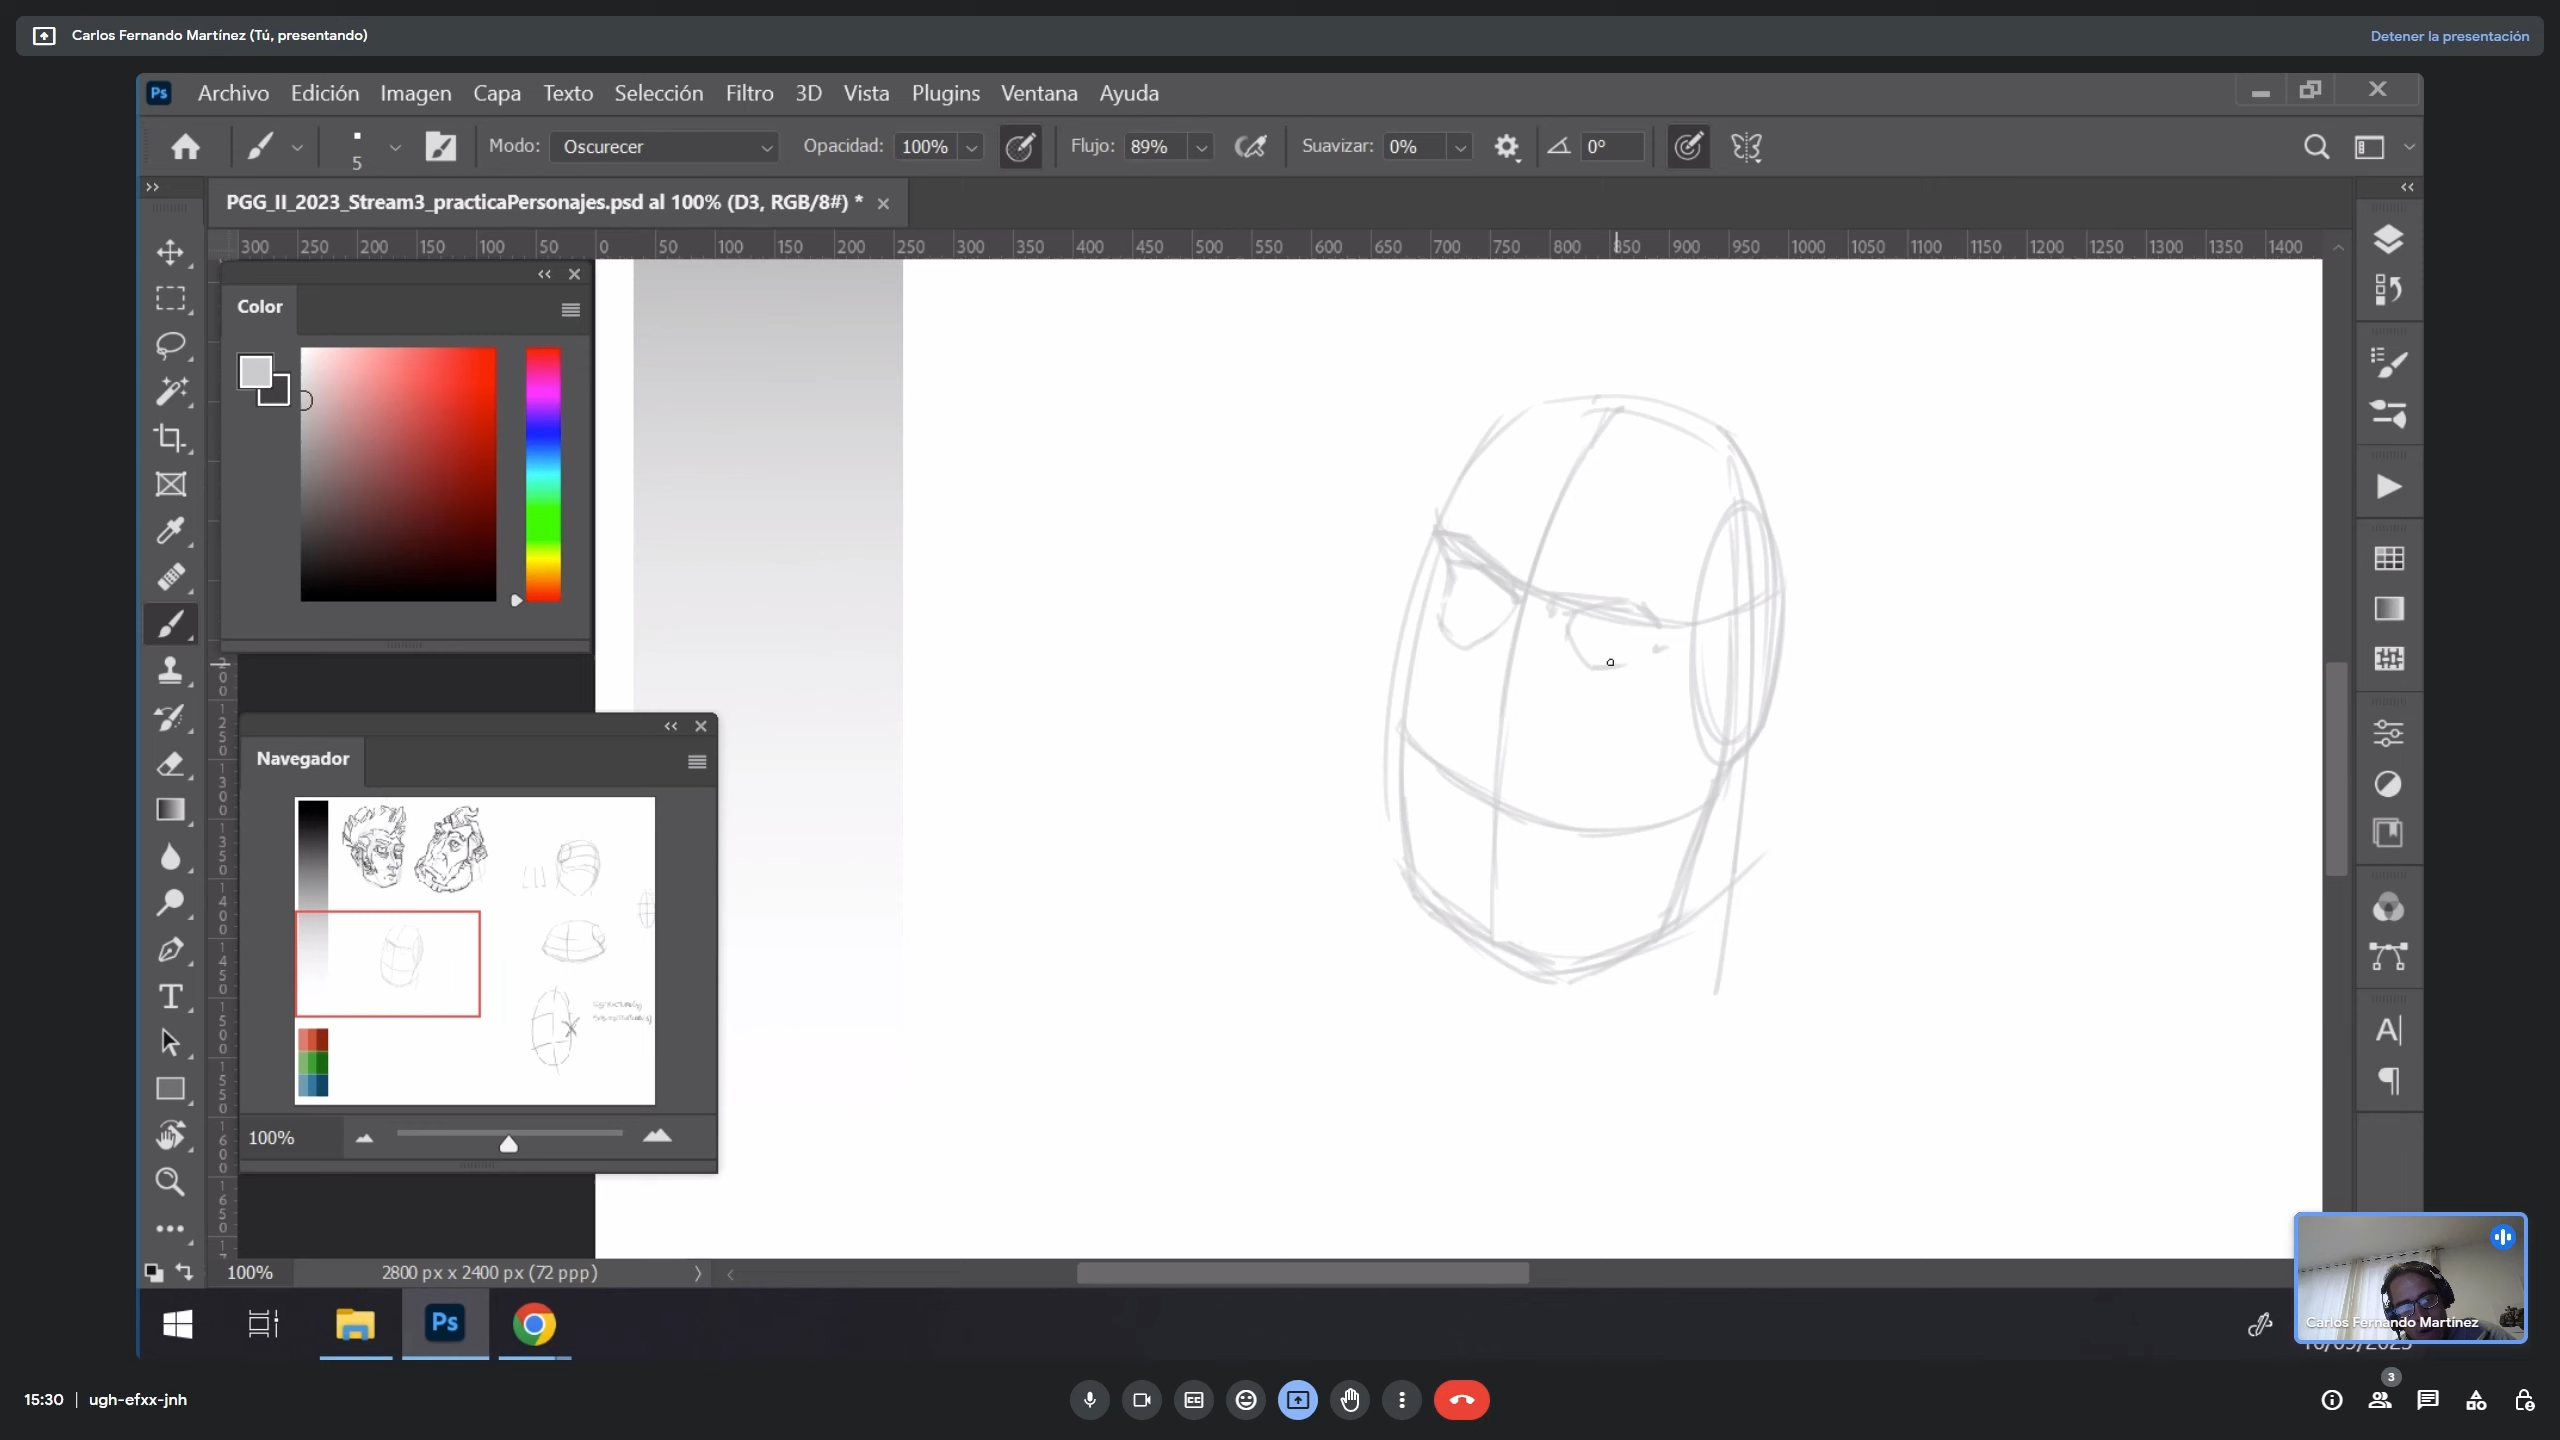 Carlos Fernando Martínez (Tú, presentando)
Detener la presentación
Ps Archivo Edición Imagen Capa Texto Selección Filtro 3D Vista Plugins Ventana Ayuda
5 Modo: Oscurecer Opacidad: 100% Flujo: 89% Suavizar: 0% 0°
PGG_II_2023_Stream3_practicaPersonajes.psd al 100% (D3, RGB/8#) *
300 250 200 150 100 50 0 50 100 150 200 250 300 350 400 450 500 550 600 650 700 750 800 850 900 950 1000 1050 1100 1150 1200 1250 1300 1350 1400
Color
Navegador
100%
100% 2800 px x 2400 px (72 ppp)
Ps
Carlos Fernando Martínez
15:30 | ugh-efxx-jnh
3